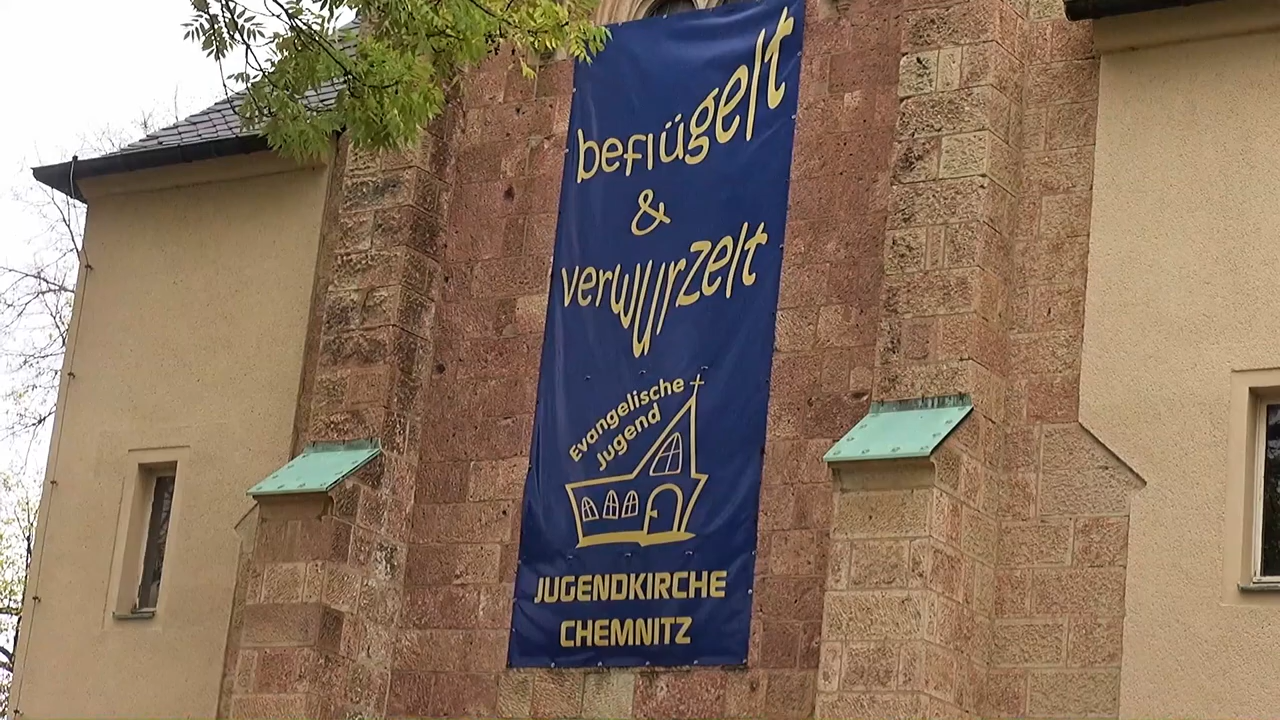 beflügelt
&
verwurzelt
Evangelische
Jugend
JUGENDKIRCHE
CHEMNITZ